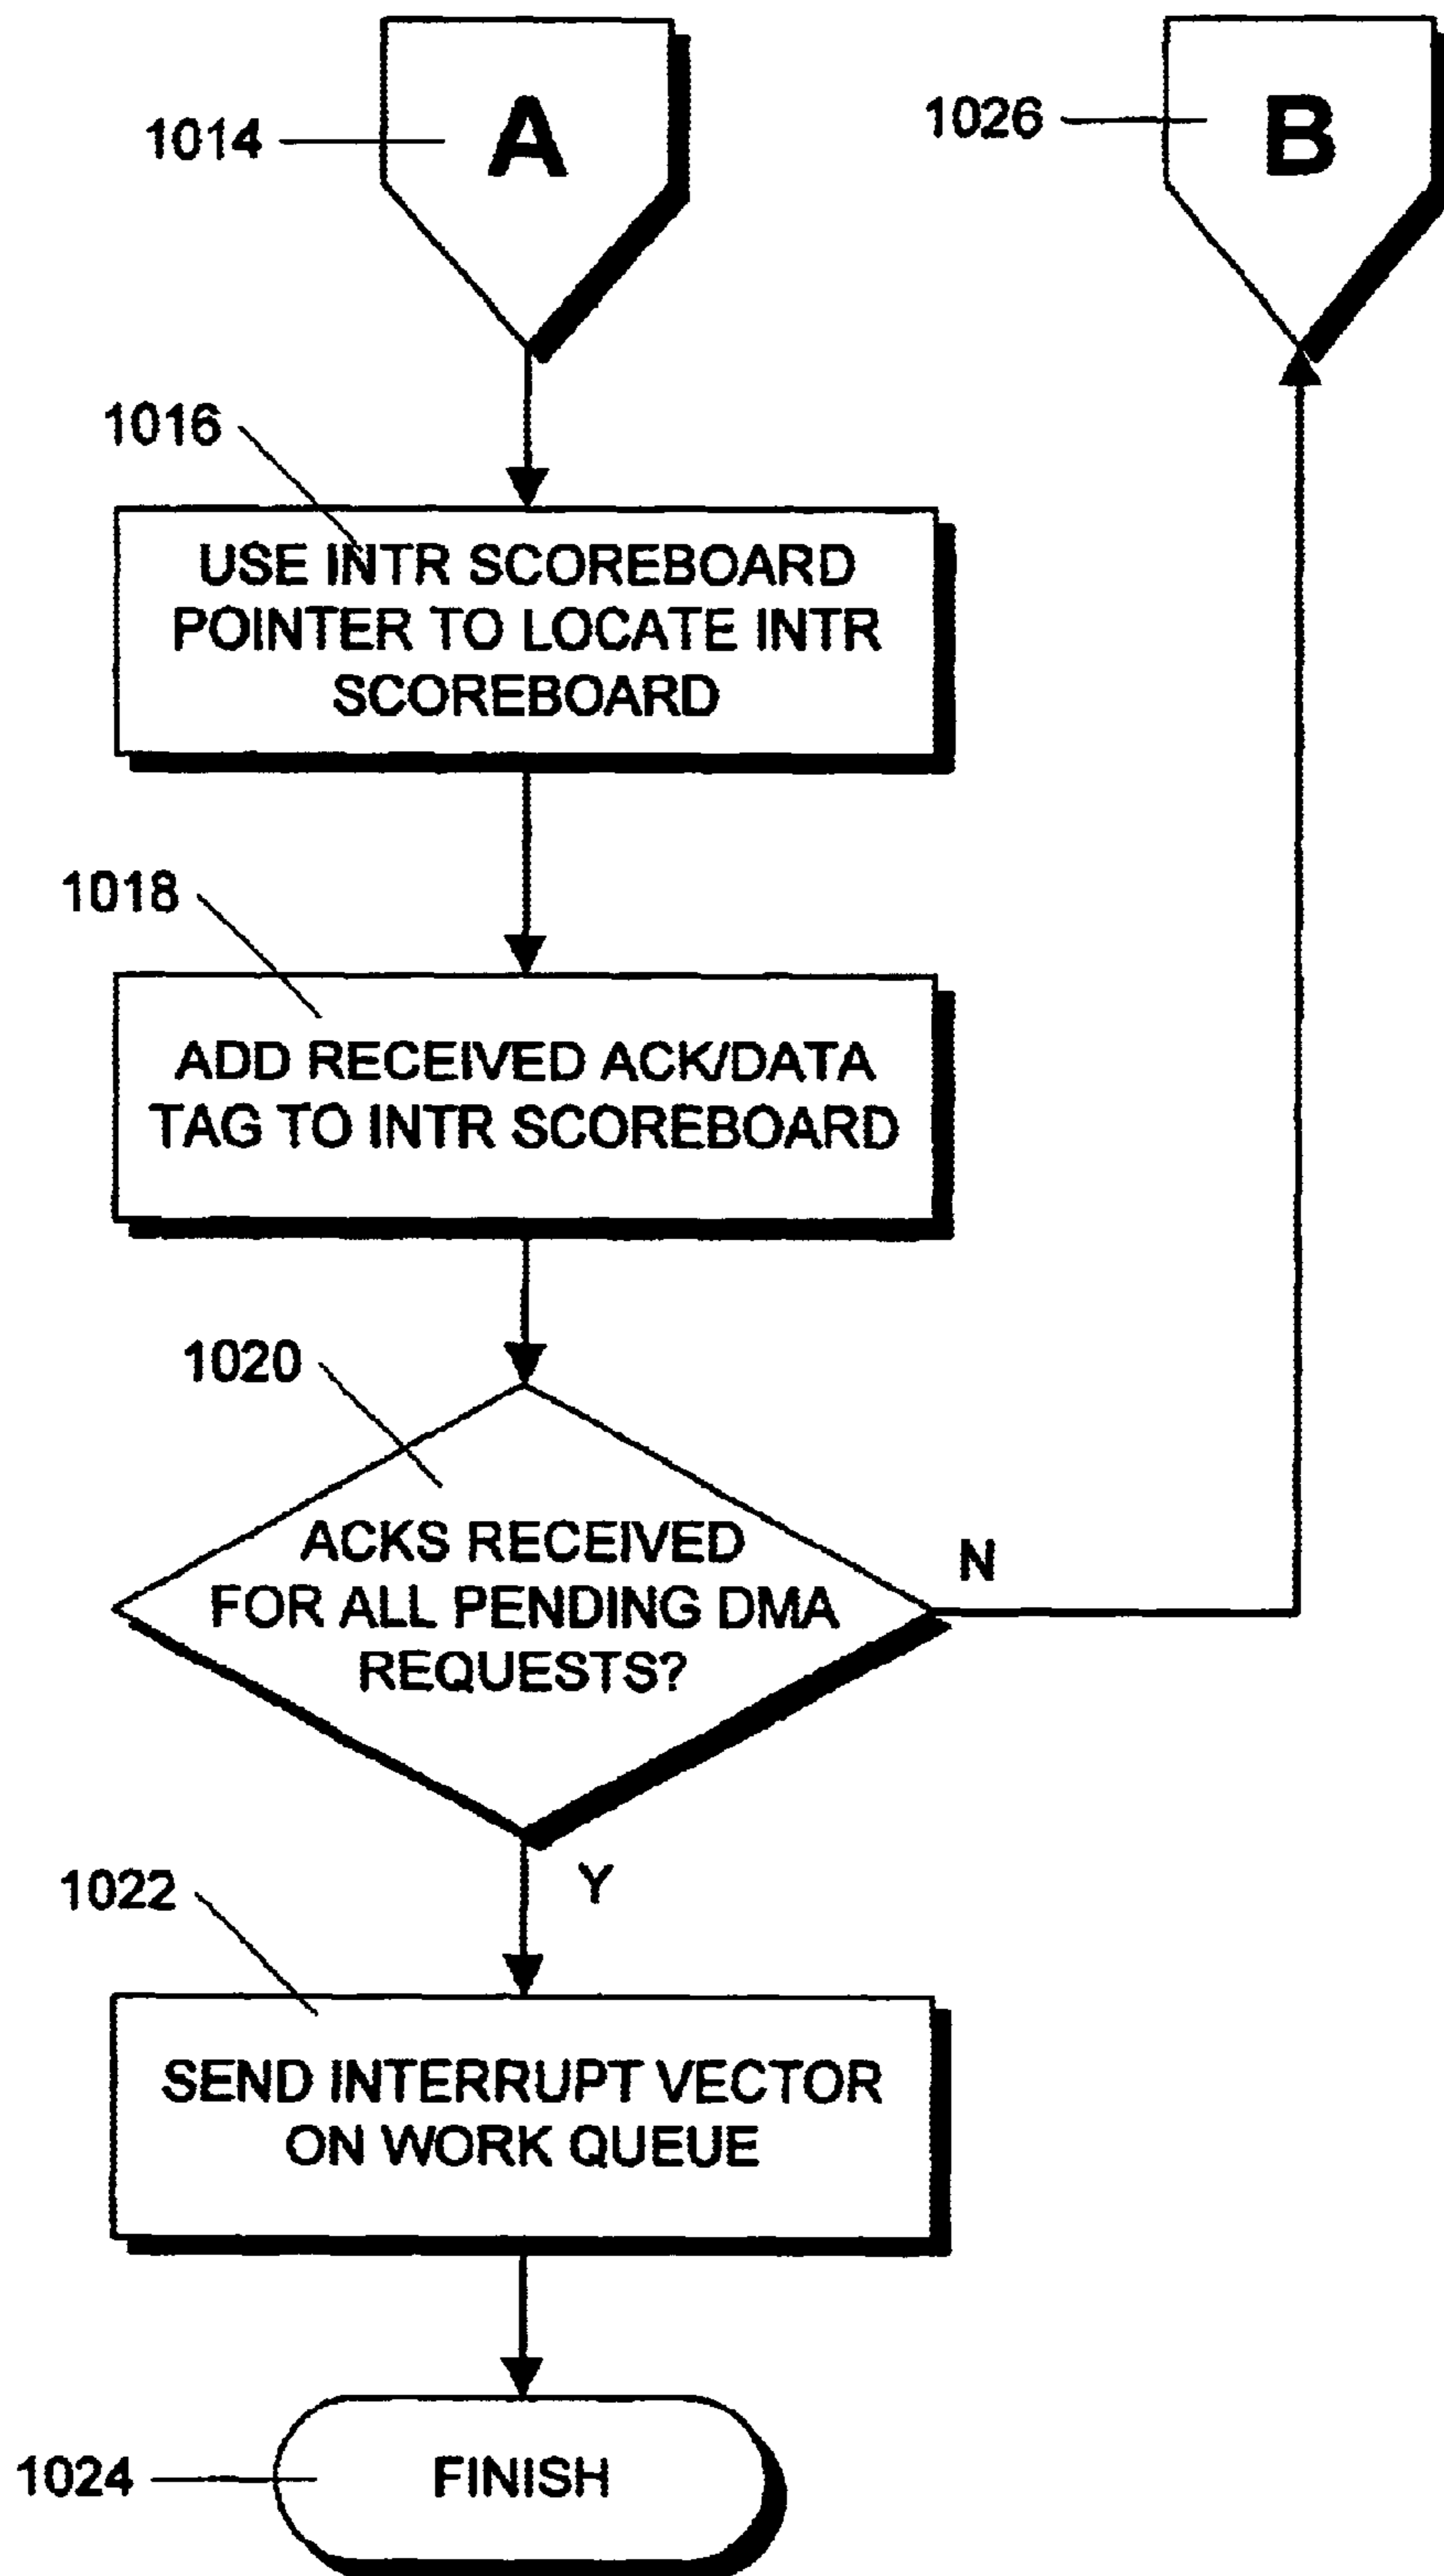 A
1014
B
1026
1016
USE INTR SCOREBOARD
POINTER TO LOCATE INTR
SCOREBOARD
1018
ADD RECEIVED ACK/DATA
TAG TO INTR SCOREBOARD
1020
ACKS RECEIVED
FOR ALL PENDING DMA
REQUESTS?
N
Y
1022
SEND INTERRUPT VECTOR
ON WORK QUEUE
1024
FINISH